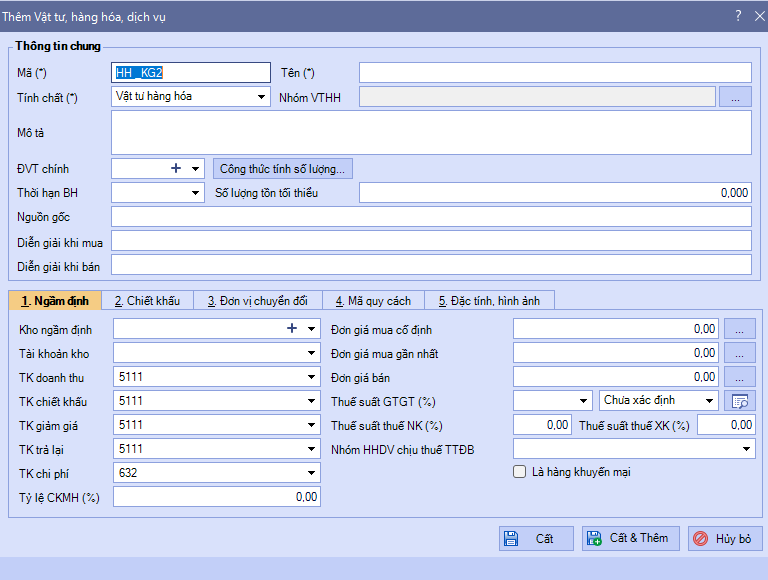 Thêm Vật tư, hàng hóa, dịch vụ ?
Thông tin chung
Mã (*) HH_KG2 Tên (*)
Tính chất (*) Vật tư hàng hóa Nhóm VTHH ...
Mô tả
ĐVT chính Công thức tính số lượng...
Thời hạn BH Số lượng tồn tối thiểu 0,000
Nguồn gốc
Diễn giải khi mua
Diễn giải khi bán
1. Ngầm định 2. Chiết khấu 3. Đơn vị chuyển đổi 4. Mã quy cách 5. Đặc tính, hình ảnh
Kho ngầm định Đơn giá mua cố định 0,00 ...
Tài khoản kho Đơn giá mua gần nhất 0,00 ...
TK doanh thu 5111 Đơn giá bán 0,00 ...
TK chiết khấu 5111 Thuế suất GTGT (%) Chưa xác định
TK giảm giá 5111 Thuế suất thuế NK (%) 0,00 Thuế suất thuế XK (%) 0,00
TK trả lại 5111 Nhóm HHDV chịu thuế TTĐB
TK chi phí 632 Là hàng khuyến mại
Tỷ lệ CKMH (%) 0,00
Cất Cất & Thêm Hủy bỏ